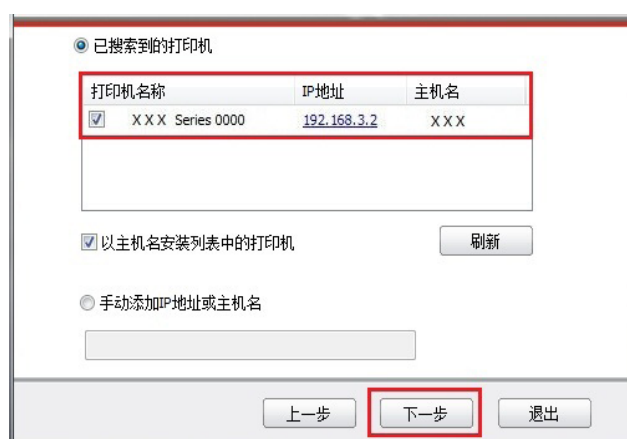 已搜索到的打印机
打印机名称 IP地址 主机名
XXX Series 0000 192.168.3.2 XXX
以主机名安装列表中的打印机 刷新
手动添加IP地址或主机名
上一步 下一步 退出